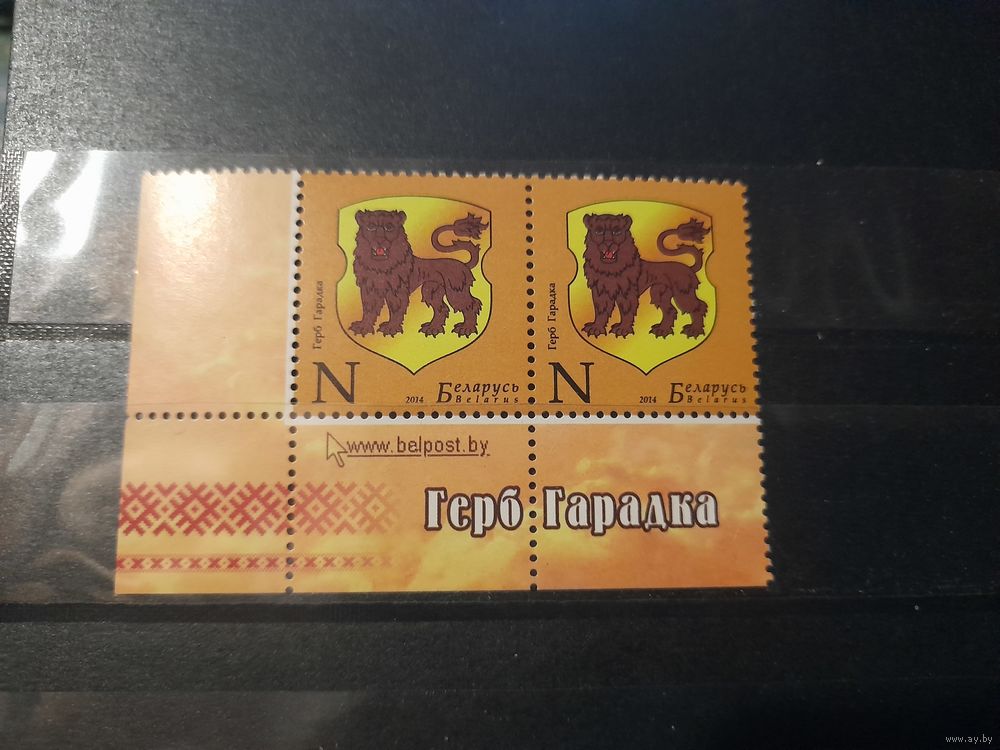 Герб Гарадка
N
2014
Беларусь
Belarus
Герб Гарадка
N
2014
Беларусь
Belarus
www.belpost.by
Герб Гарадка
www.ay.by